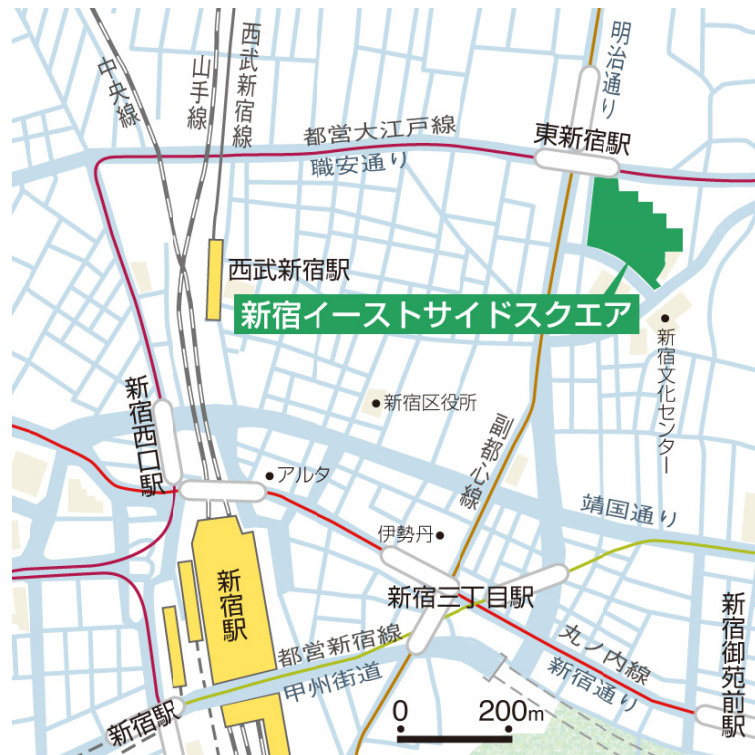 中央線
山手線
西武新宿線
明治通り
都営大江戸線
職安通り
東新宿駅
西武新宿駅
新宿イーストサイドスクエア
新宿文化センター
新宿区役所
新宿西口駅
副都心線
アルタ
靖国通り
伊勢丹
新宿駅
新宿三丁目駅
都営新宿線
甲州街道
丸ノ内線
新宿通り
新宿御苑前駅
新宿駅
0 200m